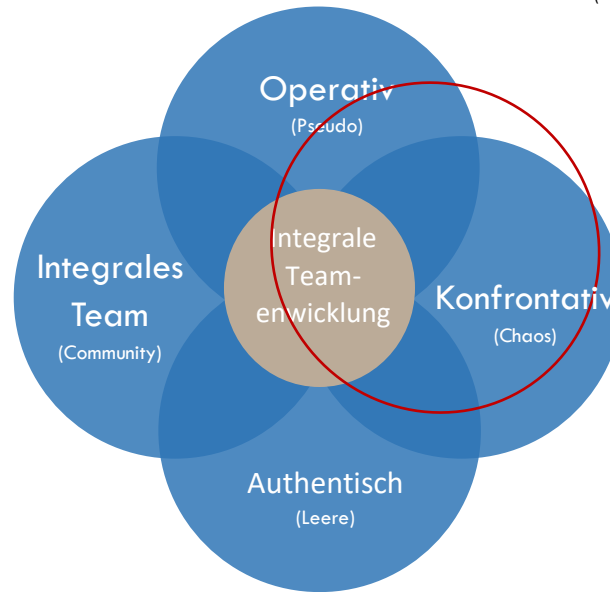 (
Operativ
(Pseudo)
Integrale
Team-
enwicklung
Integrales
Team
(Community)
Konfrontativ
(Chaos)
Authentisch
(Leere)